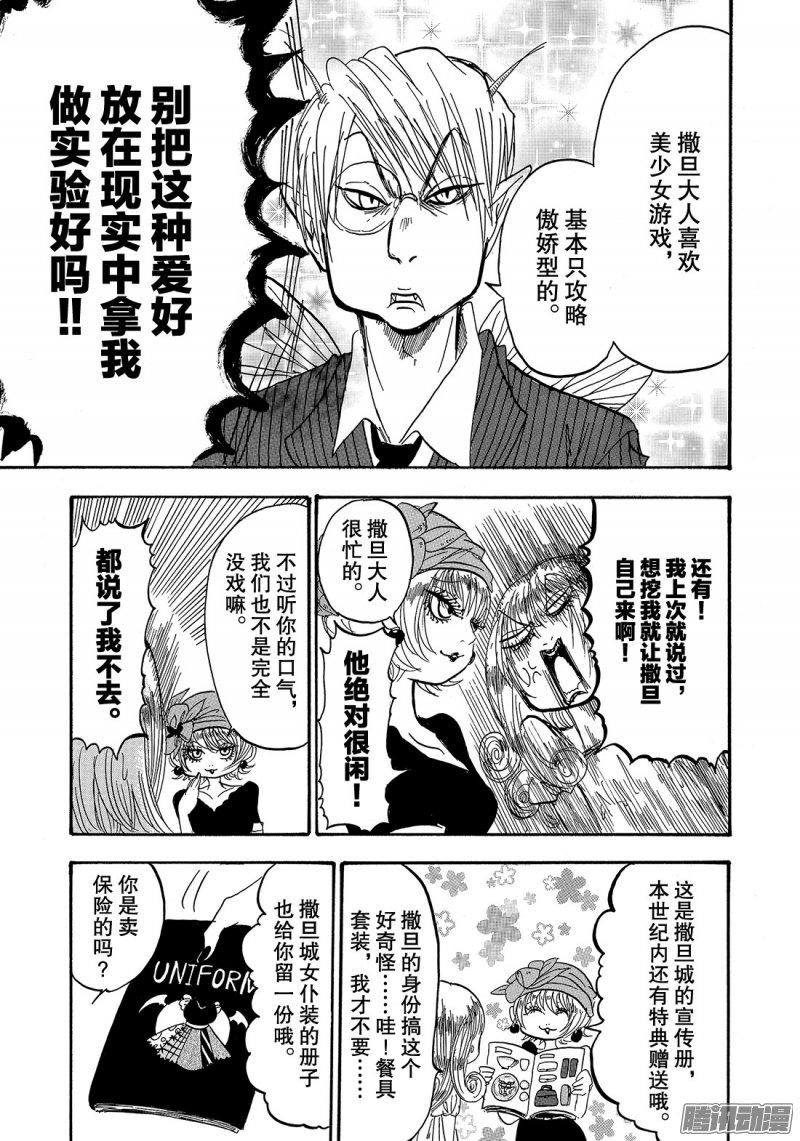 撒旦大人喜欢
美少女游戏，
基本只攻略
傲娇型的。
别把这种爱好
放在现实中拿我
做实验好吗！！
还有！
我上次就说过，
想挖我就让撒旦
自己来啊！
撒旦大人
很忙的。
他绝对很闲！
不过听你的口气，
我们也不是完全
没戏嘛。
都说了我不去。
这是撒旦城的宣传册，
本世纪内还有特典赠送哦。
撒旦的身份搞这个
好奇怪……哇！餐具
套装，我才不要……
撒旦城女仆装的册子
也给你留一份哦。
UNIFORM
你是卖
保险的吗？
腾讯动漫